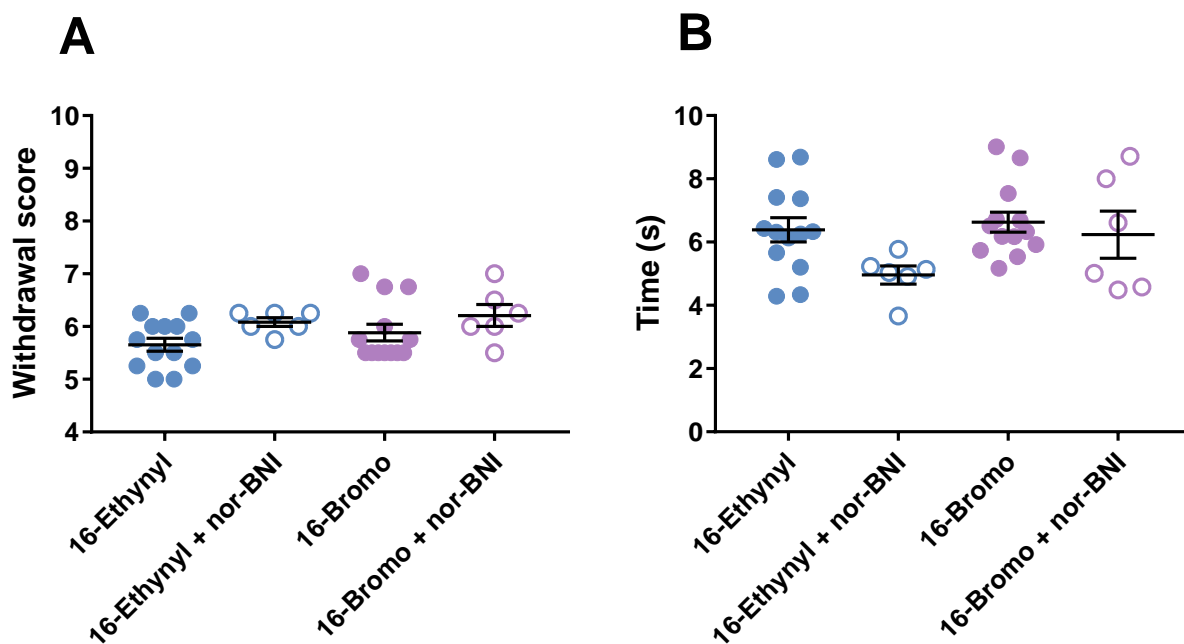 A
Withdrawal score
10
9
8
7
6
5
4
16-Ethynyl
16-Ethynyl + nor-BNI
16-Bromo
16-Bromo + nor-BNI
B
Time (s)
10
8
6
4
2
0
16-Ethynyl
16-Ethynyl + nor-BNI
16-Bromo
16-Bromo + nor-BNI